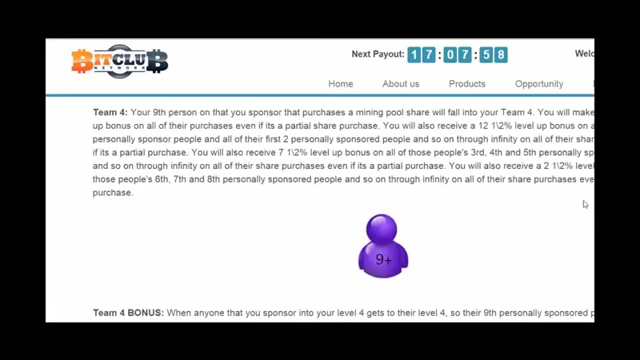 BITCLUB
NETWORK
Next Payout: 17 07 58 Welc
Home About us Products Opportunity
Team 4: Your 9th person on that you sponsor that purchases a mining pool share will fall into your Team 4. You will make
up bonus on all of their purchases even if its a partial share purchase. You will also receive a 12 1\2% level up bonus on a
personally sponsor people and all of their first 2 personally sponsored people and so on through infinity on all of their shar
if its a partial purchase. You will also receive 7 1\2% level up bonus on all of those people's 3rd, 4th and 5th personally sp
and so on through infinity on all of their share purchases even if its a partial purchase. You will also receive a 2 1\2% leve
those people's 6th, 7th and 8th personally sponsored people and so on through infinity on all of their share purchases eve
purchase.
9+
Team 4 BONUS: When anyone that you sponsor into your level 4 gets to their level 4, so their 9th personally sponsored p